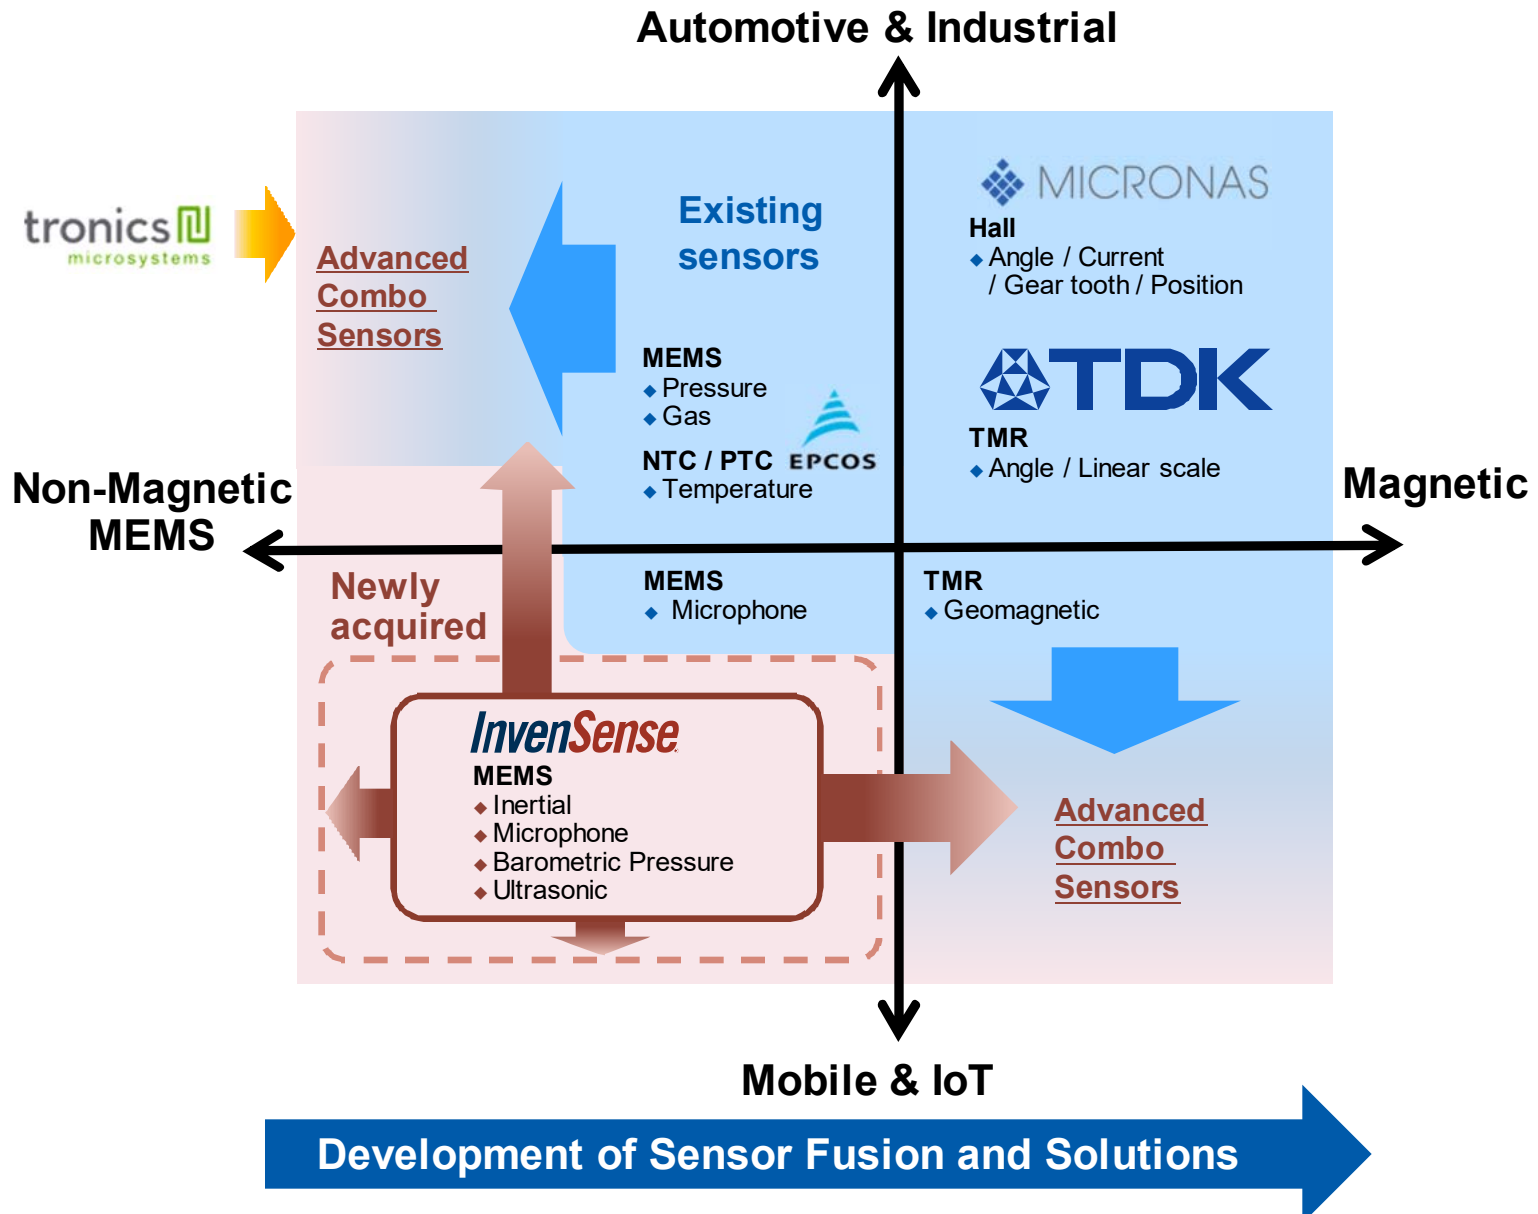 Automotive & Industrial
MICRONAS
Hall
◆ Angle / Current
/ Gear tooth / Position
tronics
microsystems
Existing
sensors
Advanced
Combo
Sensors
TDK
TMR
◆ Angle / Linear scale
MEMS
◆ Pressure
◆ Gas
NTC / PTC
◆ Temperature
EPCOS
Non-Magnetic
MEMS
Magnetic
MEMS
◆ Microphone
TMR
◆ Geomagnetic
Newly
acquired
InvenSense
MEMS
◆ Inertial
◆ Microphone
◆ Barometric Pressure
◆ Ultrasonic
Advanced
Combo
Sensors
Mobile & IoT
Development of Sensor Fusion and Solutions